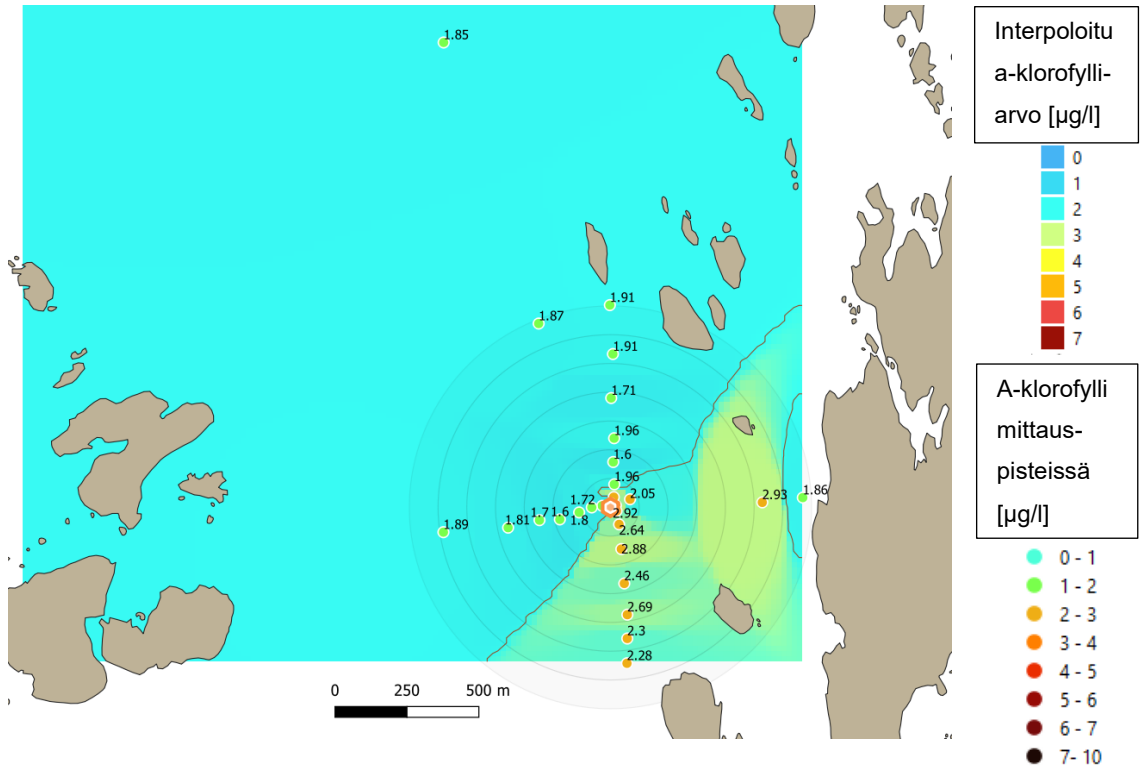 1.85
1.91
1.87
1.91
1.71
1.96
1.6
1.96
2.05
2.93
1.86
1.72
2.92
1.89
1.81
1.7
1.6
1.8
2.64
2.88
2.46
2.69
2.3
2.28
0 250 500 m
Interpoloitu
a-klorofylli-
arvo [µg/l]
0
1
2
3
4
5
6
7
A-klorofylli
mittaus-
pisteissä
[µg/l]
0 - 1
1 - 2
2 - 3
3 - 4
4 - 5
5 - 6
6 - 7
7- 10